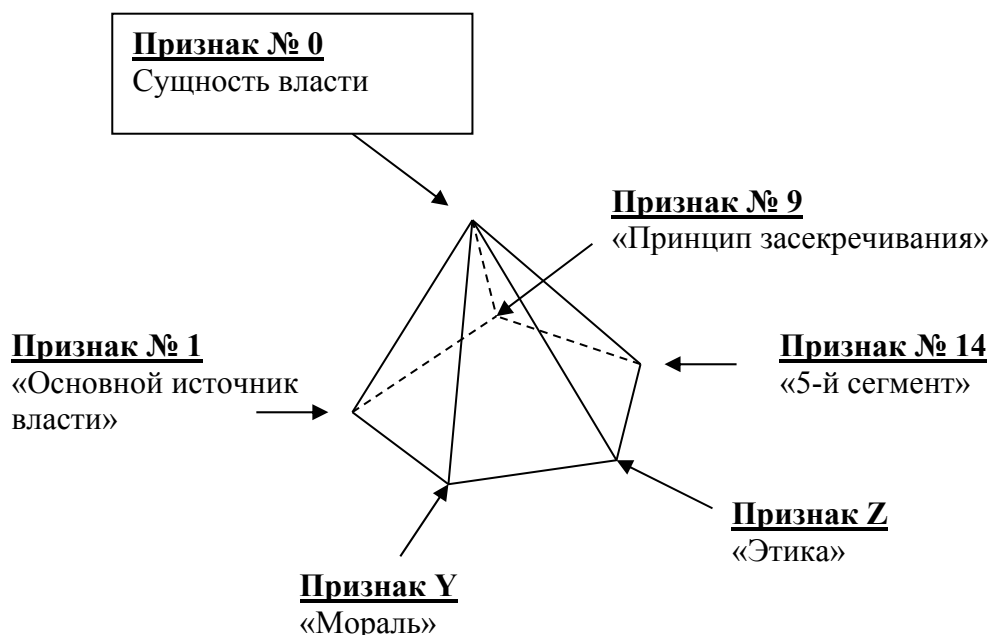 Признак № 0
Сущность власти
Признак № 9
«Принцип засекречивания»
Признак № 1
«Основной источник
власти»
Признак № 14
«5-й сегмент»
Признак Z
«Этика»
Признак Y
«Мораль»